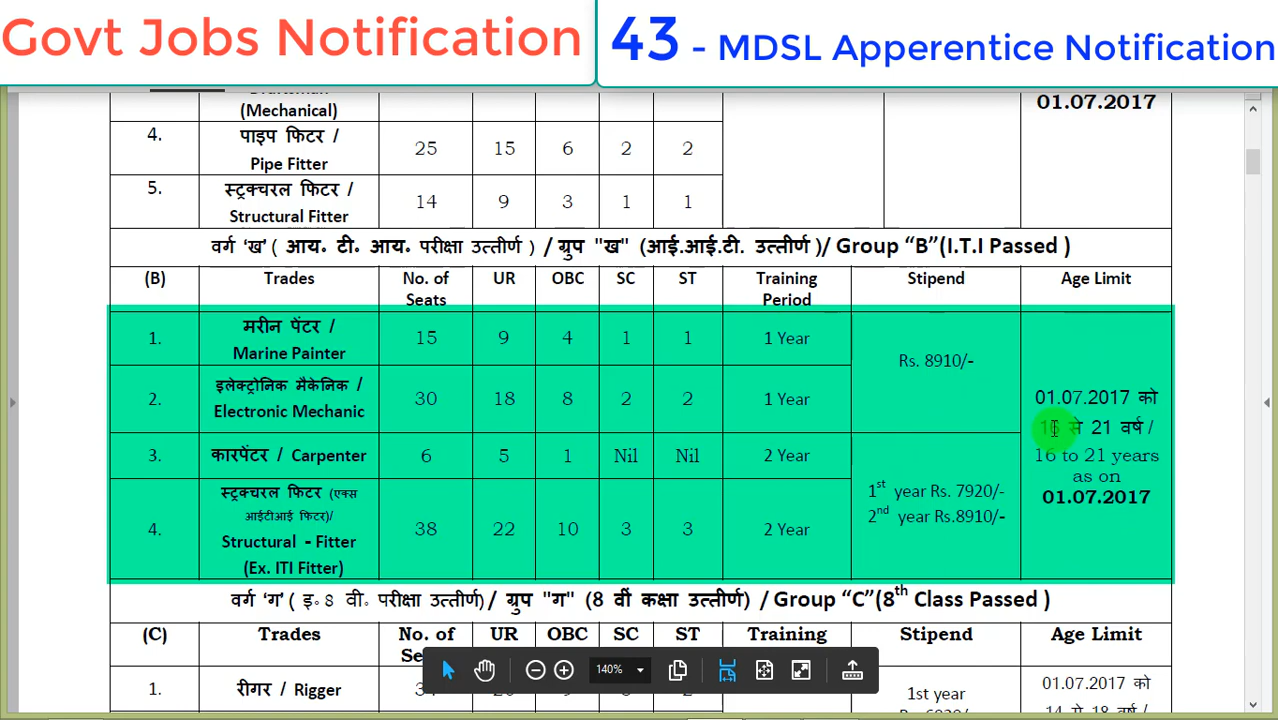 Govt Jobs Notification
43 - MDSL Apperentice Notification
(Mechanical)
01.07.2017
4. पाइप फिटर / Pipe Fitter 25 15 6 2 2
5. स्ट्रक्चरल फिटर / Structural Fitter 14 9 3 1 1
वर्ग ‘ख’ ( आय. टी. आय. परीक्षा उत्तीर्ण ) / ग्रुप "ख" (आई.आई.टी. उत्तीर्ण )/ Group “B”(I.T.I Passed )
(B) Trades No. of Seats UR OBC SC ST Training Period Stipend Age Limit
1. मरीन पेंटर / Marine Painter 15 9 4 1 1 1 Year
Rs. 8910/-
2. इलेक्ट्रोनिक मैकेनिक / Electronic Mechanic 30 18 8 2 2 1 Year
01.07.2017 को
16 से 21 वर्ष /
16 to 21 years
as on
01.07.2017
3. कारपेंटर / Carpenter 6 5 1 Nil Nil 2 Year
1st year Rs. 7920/-
2nd year Rs.8910/-
4. स्ट्रक्चरल फिटर (एक्स आईटीआई फिटर)/ Structural - Fitter (Ex. ITI Fitter) 38 22 10 3 3 2 Year
वर्ग ‘ग’ ( इ. 8 वी. परीक्षा उत्तीर्ण)/ ग्रुप "ग" (8 वीं कक्षा उत्तीर्ण) / Group “C”(8th Class Passed )
(C) Trades No. of UR OBC SC ST Training Stipend Age Limit
1. रीगर / Rigger
1st year
01.07.2017 को
140%